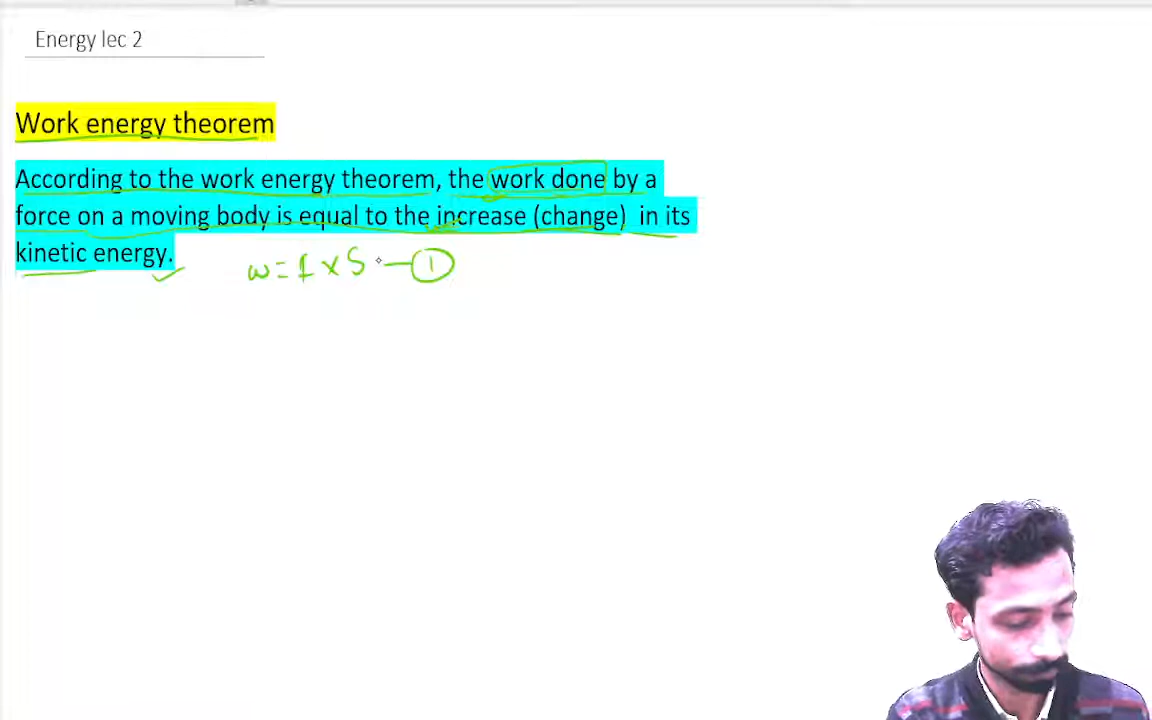 Energy lec 2
Work energy theorem
According to the work energy theorem, the work done by a
force on a moving body is equal to the increase (change) in its
kinetic energy.
w = f × S — 1